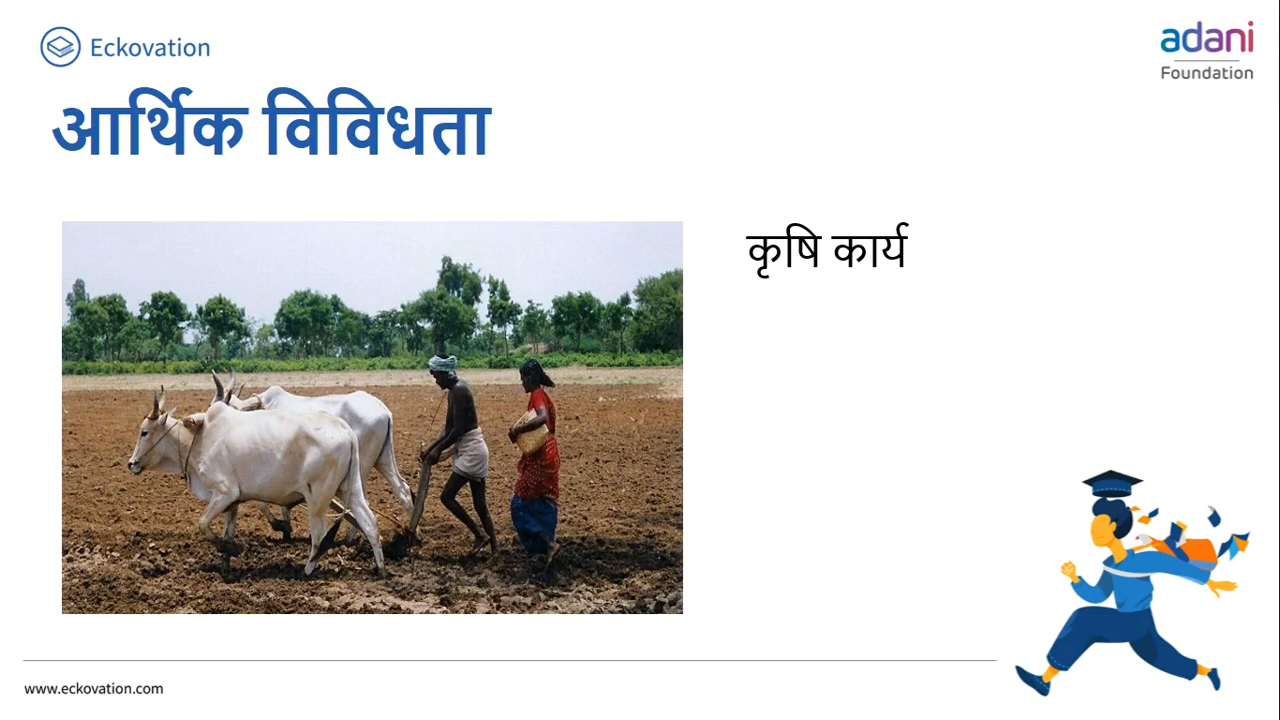 Eckovation
adani
Foundation
आर्थिक विविधता
कृषि कार्य
www.eckovation.com